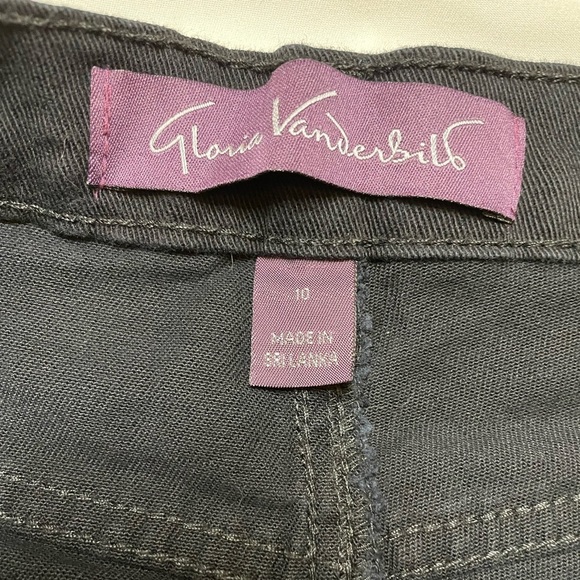 Gloria Vanderbilt
10
MADE IN
SRI LANKA